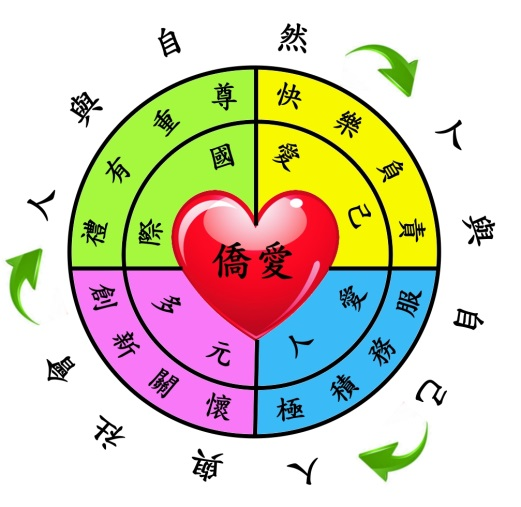 人與自然
人與自己
人與社會
尊重有禮
快樂負責
服務積極
創新關懷
國際
愛己
愛人
多元
僑愛